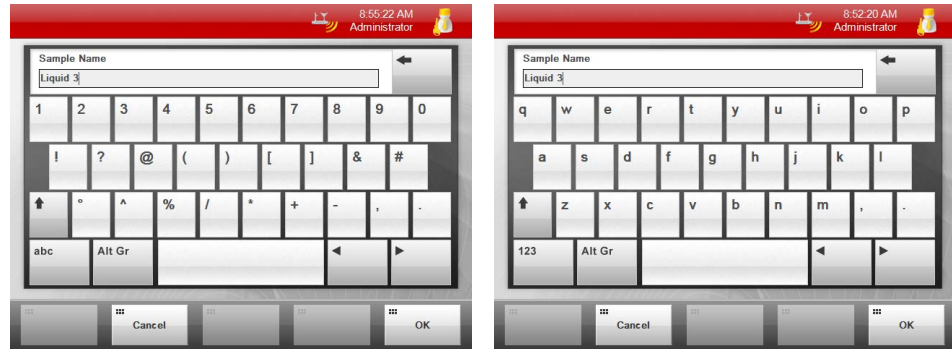 8:55:22 AM
Administrator
Sample Name
Liquid 3
1 2 3 4 5 6 7 8 9 0
! ? @ ( ) [ ] & #
° ^ % / * + - , .
abc Alt Gr
Cancel OK
8:52:20 AM
Administrator
Sample Name
Liquid 3
q w e r t y u i o p
a s d f g h j k l
z x c v b n m , .
123 Alt Gr
Cancel OK